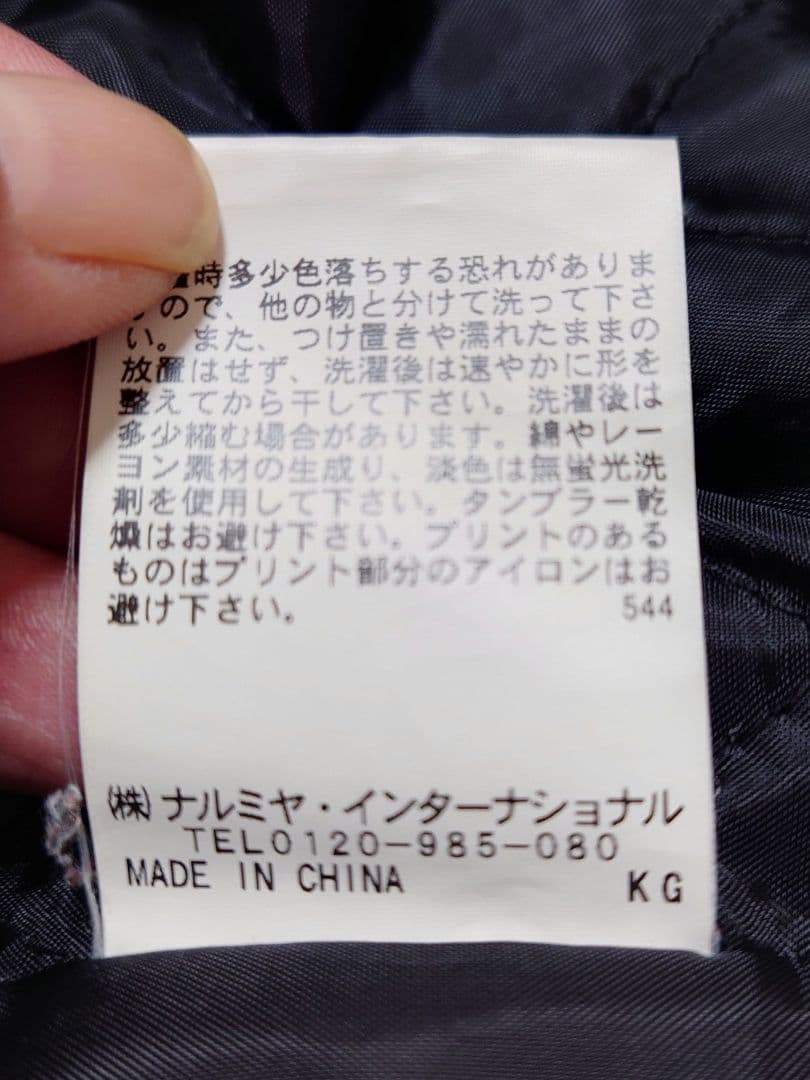 濯時多少色落ちする恐れがありま
すので、他の物と分けて洗って下さ
い。また、つけ置きや濡れたままの
放置はせず、洗濯後は速やかに形を
整えてから干して下さい。洗濯後は
多少縮む場合があります。綿やレー
ヨン素材の生成り、淡色は無蛍光洗
剤を使用して下さい。タンブラー乾
燥はお避け下さい。プリントのある
ものはプリント部分のアイロンはお
避け下さい。 544
(株)ナルミヤ・インターナショナル
TEL0120-985-080
MADE IN CHINA KG